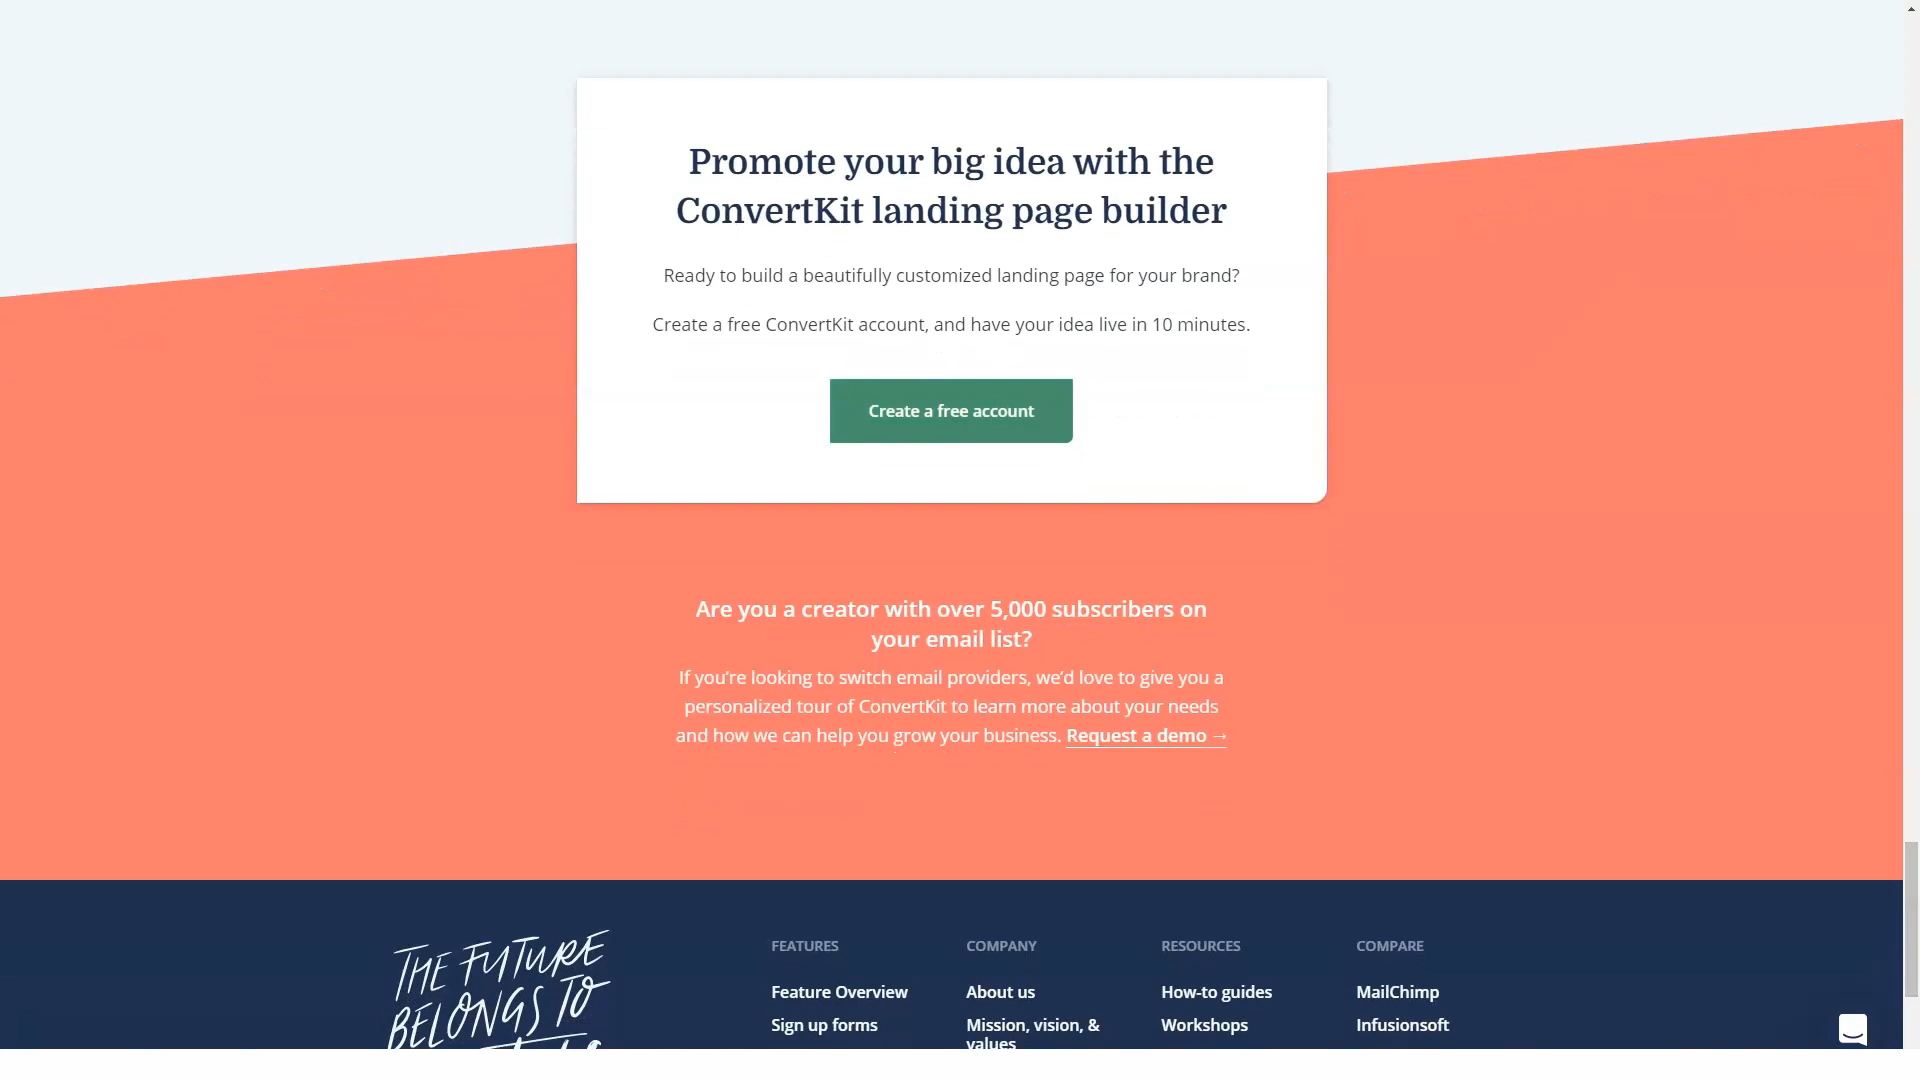 Promote your big idea with the
ConvertKit landing page builder
Ready to build a beautifully customized landing page for your brand?
Create a free ConvertKit account, and have your idea live in 10 minutes.
Create a free account
Are you a creator with over 5,000 subscribers on
your email list?
If you’re looking to switch email providers, we’d love to give you a
personalized tour of ConvertKit to learn more about your needs
and how we can help you grow your business. Request a demo →
THE FUTURE
BELONGS TO
FEATURES
Feature Overview
Sign up forms
COMPANY
About us
Mission, vision, &
values
RESOURCES
How-to guides
Workshops
COMPARE
MailChimp
Infusionsoft